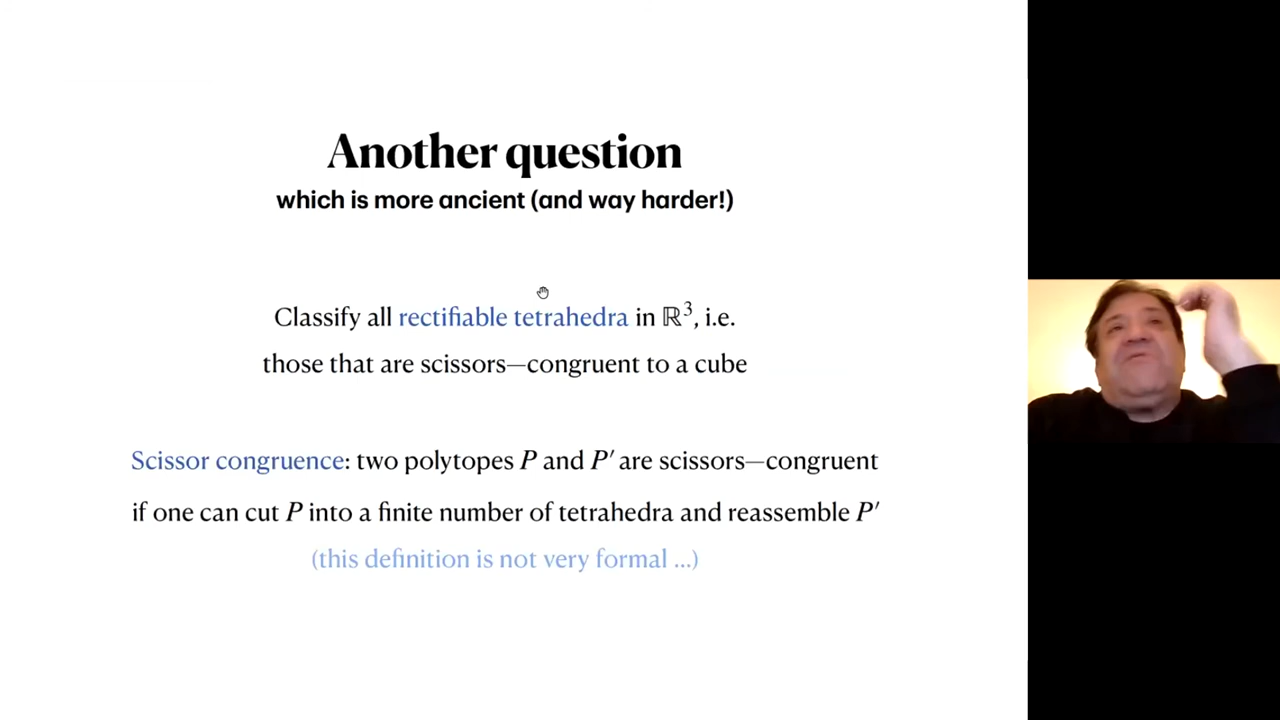 Another question
which is more ancient (and way harder!)
Classify all rectifiable tetrahedra in ℝ³, i.e.
those that are scissors—congruent to a cube
Scissor congruence: two polytopes P and P′ are scissors—congruent
if one can cut P into a finite number of tetrahedra and reassemble P′
(this definition is not very formal ...)